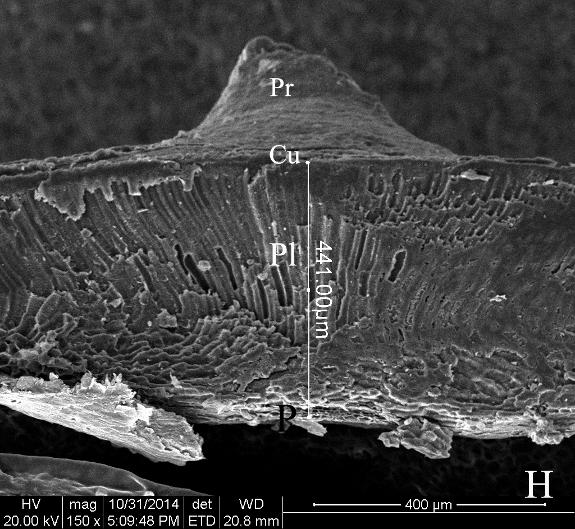 Pr
Cu
Pl
441.00µm
P
H
HV mag 10/31/2014 det WD
20.00 kV 150 x 5:09:48 PM ETD 20.8 mm 400 µm